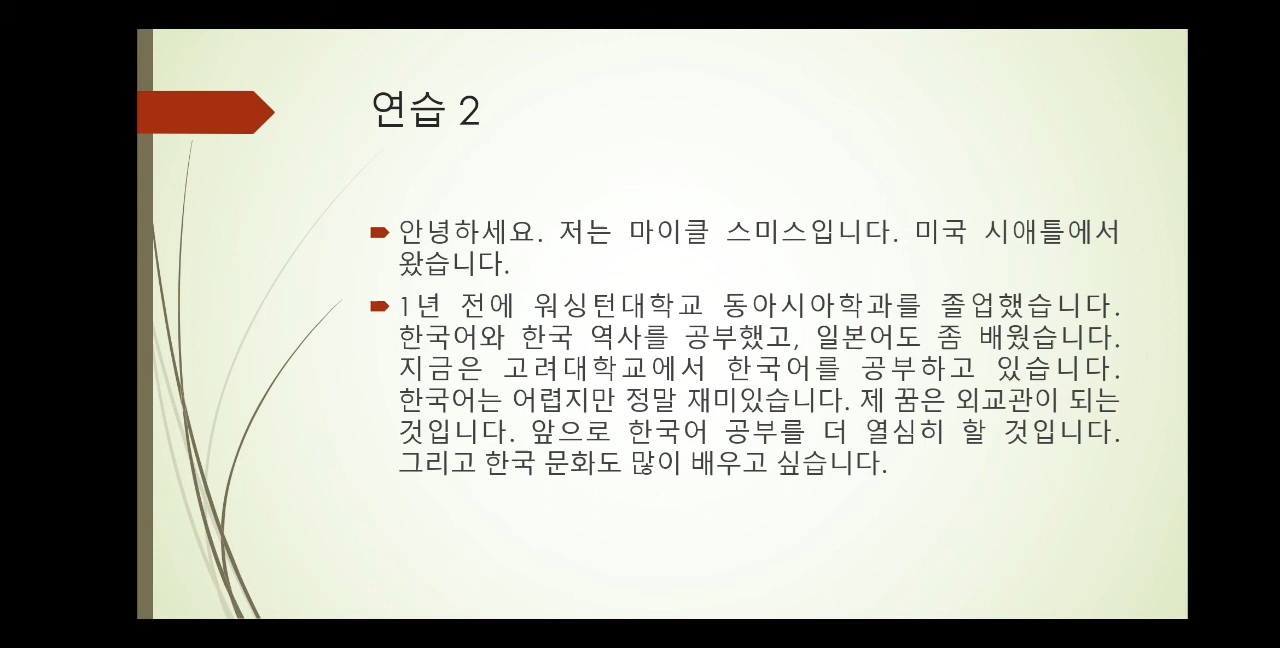 연습 2
안녕하세요. 저는 마이클 스미스입니다. 미국 시애틀에서
왔습니다.
1년 전에 워싱턴대학교 동아시아학과를 졸업했습니다.
한국어와 한국 역사를 공부했고, 일본어도 좀 배웠습니다.
지금은 고려대학교에서 한국어를 공부하고 있습니다.
한국어는 어렵지만 정말 재미있습니다. 제 꿈은 외교관이 되는
것입니다. 앞으로 한국어 공부를 더 열심히 할 것입니다.
그리고 한국 문화도 많이 배우고 싶습니다.